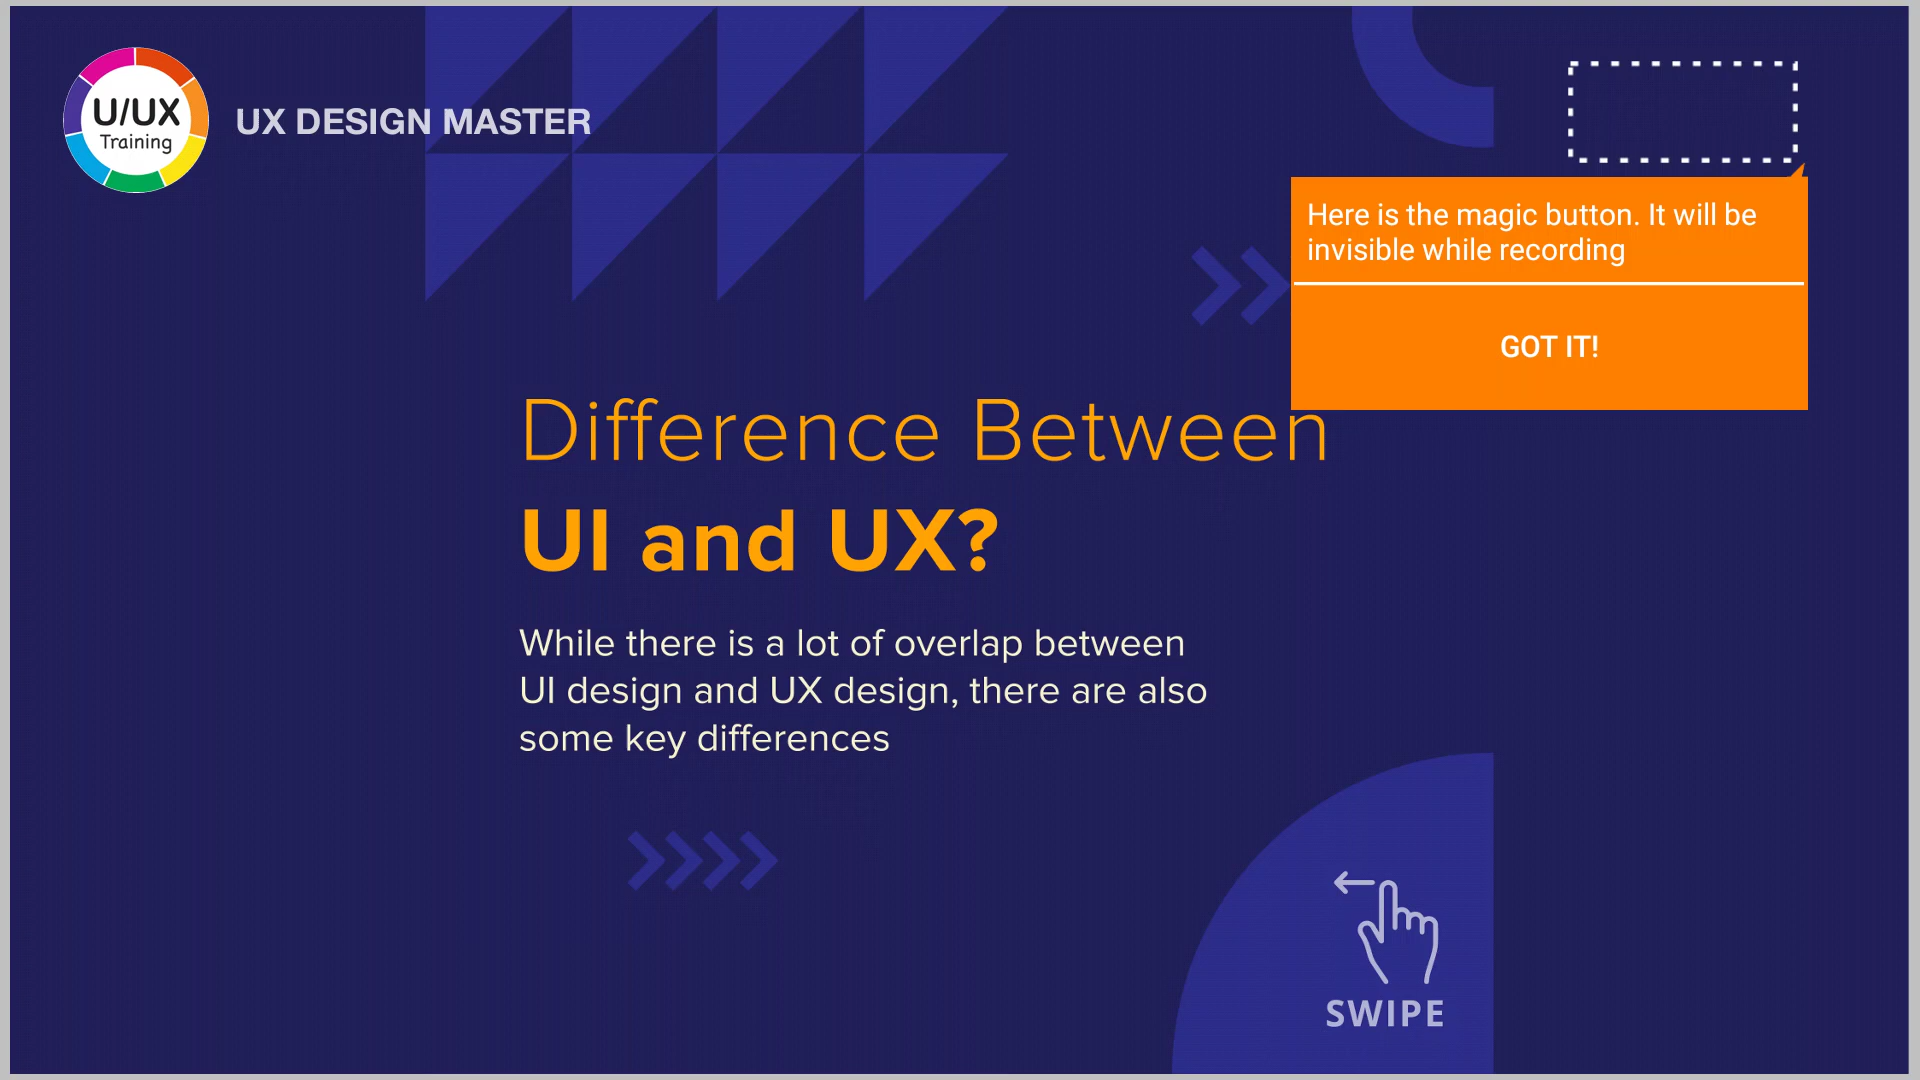 U/UX
Training
UX DESIGN MASTER
Here is the magic button. It will be
invisible while recording
GOT IT!
Difference Between
UI and UX?
While there is a lot of overlap between
UI design and UX design, there are also
some key differences
SWIPE